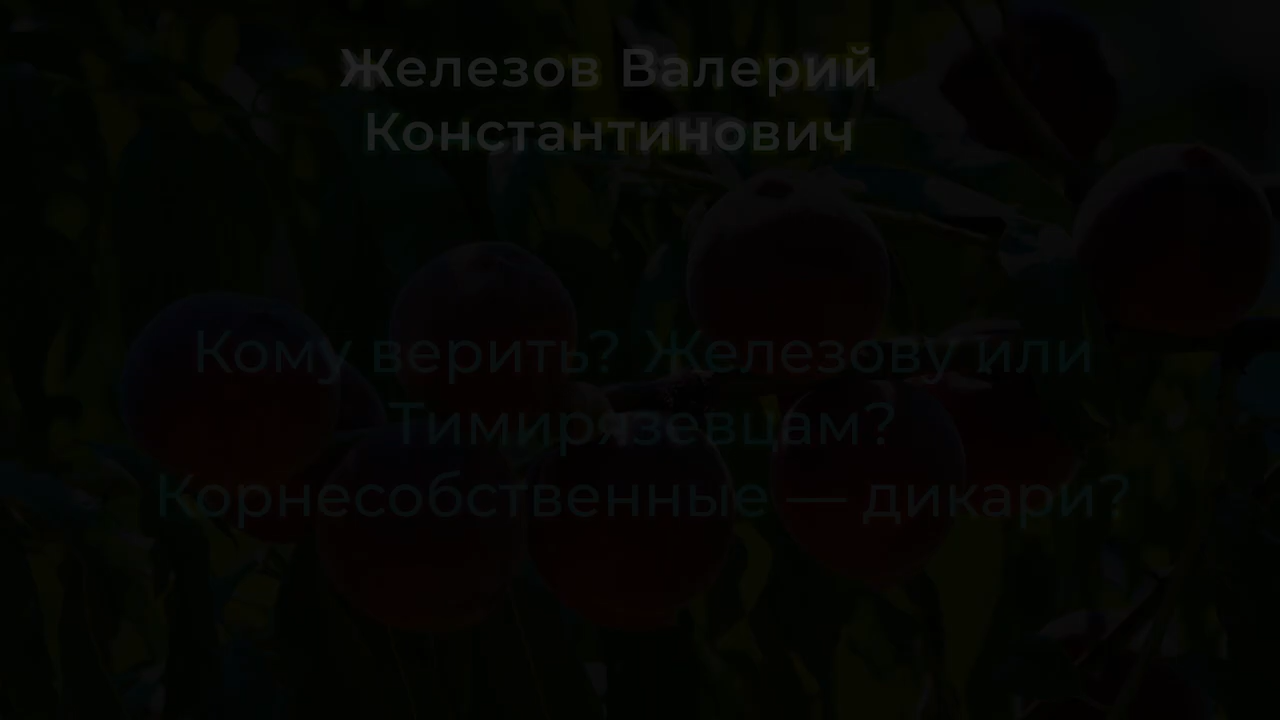 Железов Валерий
Константинович
Кому верить? Железову или
Тимирязевцам?
Корнесобственные — дикари?